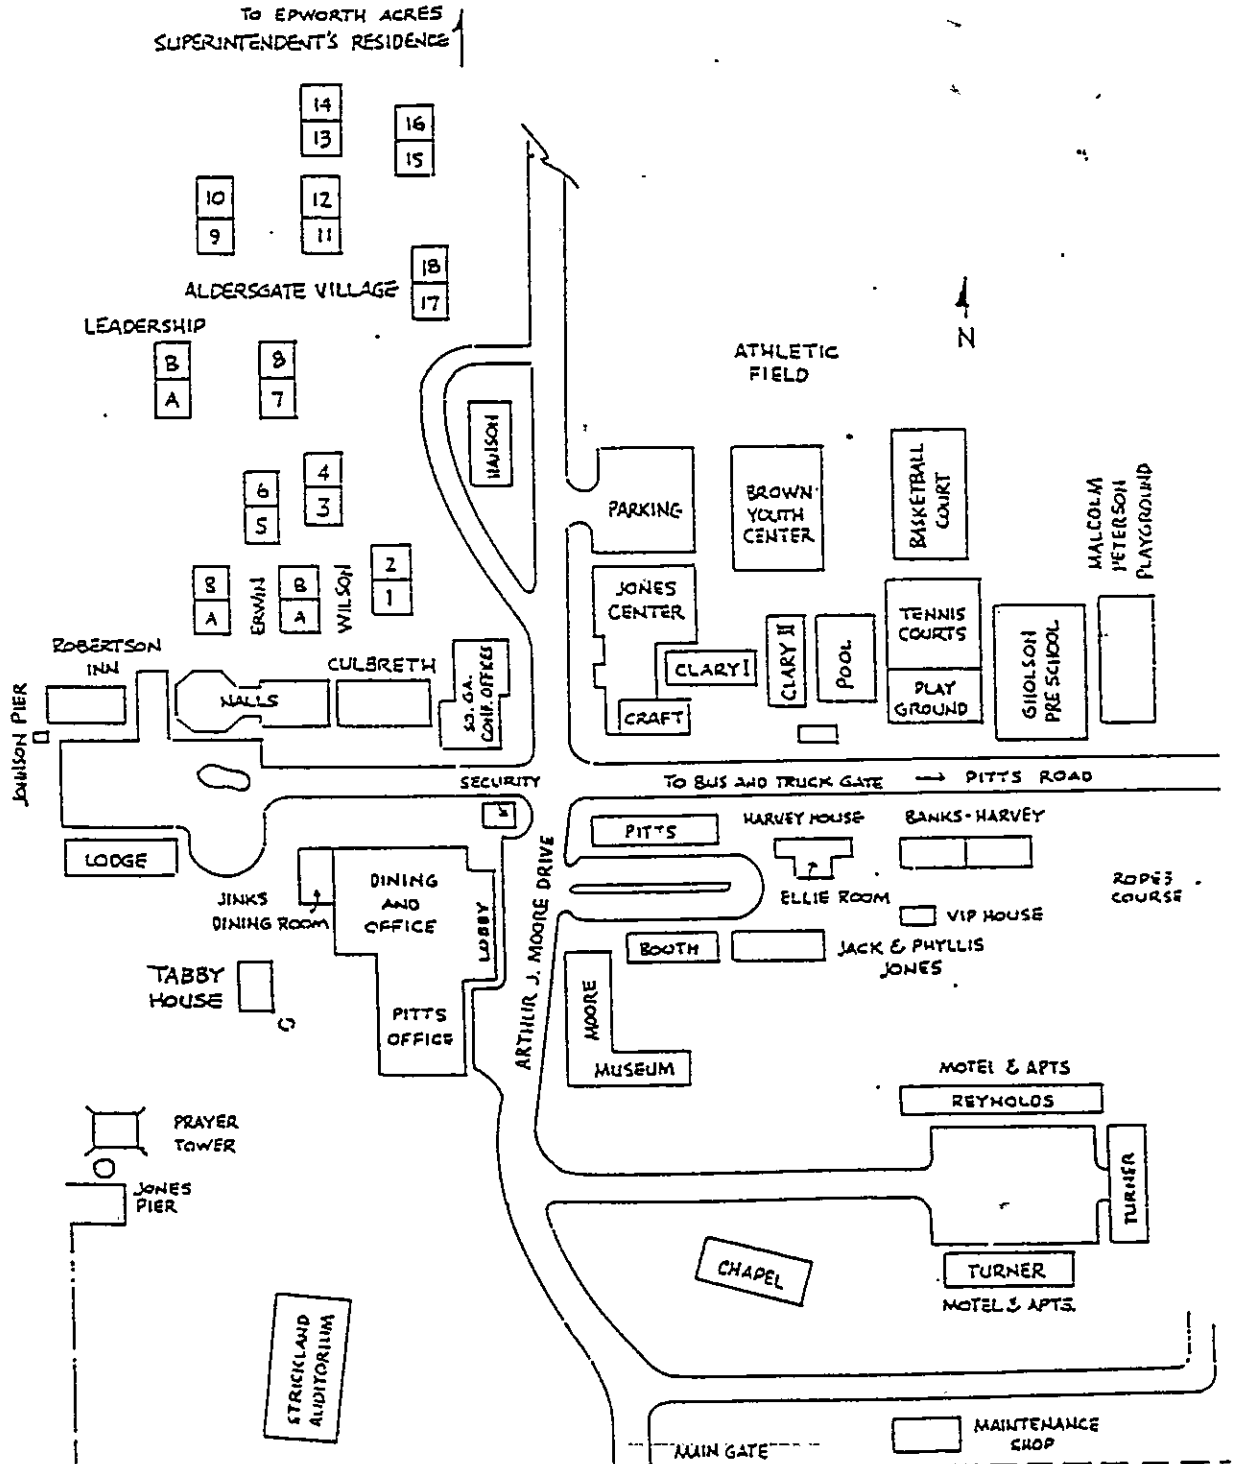 TO EPWORTH ACRES
SUPERINTENDENT'S RESIDENCE
14
13
16
15
10
9
12
11
18
17
ALDERSGATE VILLAGE
LEADERSHIP
B
A
8
7
N
ATHLETIC
FIELD
HANSON
4
3
6
5
PARKING
BROWN
YOUTH
CENTER
BASKETBALL
COURT
MALCOLM
PETERSON
PLAYGROUND
2
1
B
A
ERWIN
B
A
WILSON
JONES
CENTER
TENNIS
COURTS
CLARY I
CLARY II
POOL
PLAY
GROUND
GHOLSON
PRE SCHOOL
CRAFT
ROBERTSON
INN
NALLS
CULBRETH
SO. GA.
CONF. OFFICES
JOHNSON PIER
SECURITY
TO BUS AND TRUCK GATE → PITTS ROAD
PITTS
HARVEY HOUSE
BANKS-HARVEY
LODGE
ELLIE ROOM
ROPES
COURSE
JINKS
DINING ROOM
DINING
AND
OFFICE
LOBBY
ARTHUR J. MOORE DRIVE
VIP HOUSE
BOOTH
JACK & PHYLLIS
JONES
TABBY
HOUSE
PITTS
OFFICE
MOORE
MUSEUM
MOTEL & APTS
REYNOLDS
TURNER
PRAYER
TOWER
JONES
PIER
CHAPEL
TURNER
MOTEL & APTS.
STRICKLAND
AUDITORIUM
MAIN GATE
MAINTENANCE
SHOP